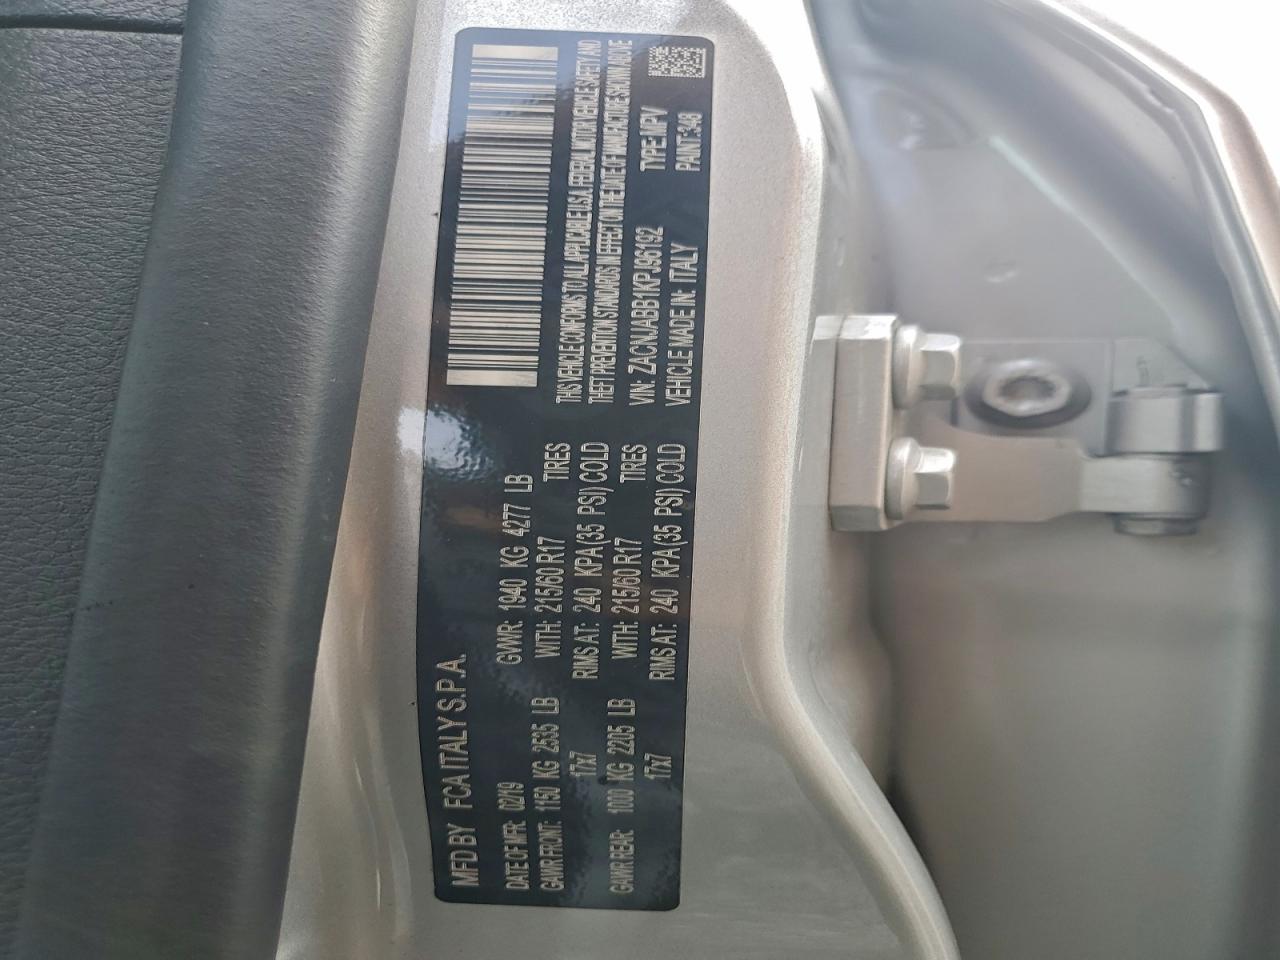 MFD BY FCA ITALY S.P.A.
DATE OF MFR: 02/19 GVWR: 1940 KG 4277 LB
GAWR FRONT: 1150 KG 2535 LB WITH: 215/60 R17 TIRES
17x7 RIMS AT: 240 KPA(35 PSI) COLD
GAWR REAR: 1000 KG 2205 LB WITH: 215/60 R17 TIRES
17x7 RIMS AT: 240 KPA(35 PSI) COLD
THIS VEHICLE CONFORMS TO ALL APPLICABLE U.S.A. FEDERAL MOTOR VEHICLE SAFETY AND
THEFT PREVENTION STANDARDS IN EFFECT ON THE DATE OF MANUFACTURE SHOWN ABOVE
VIN: ZACNJABB1KPJ96192 TYPE: MPV
VEHICLE MADE IN: ITALY PAINT: 348